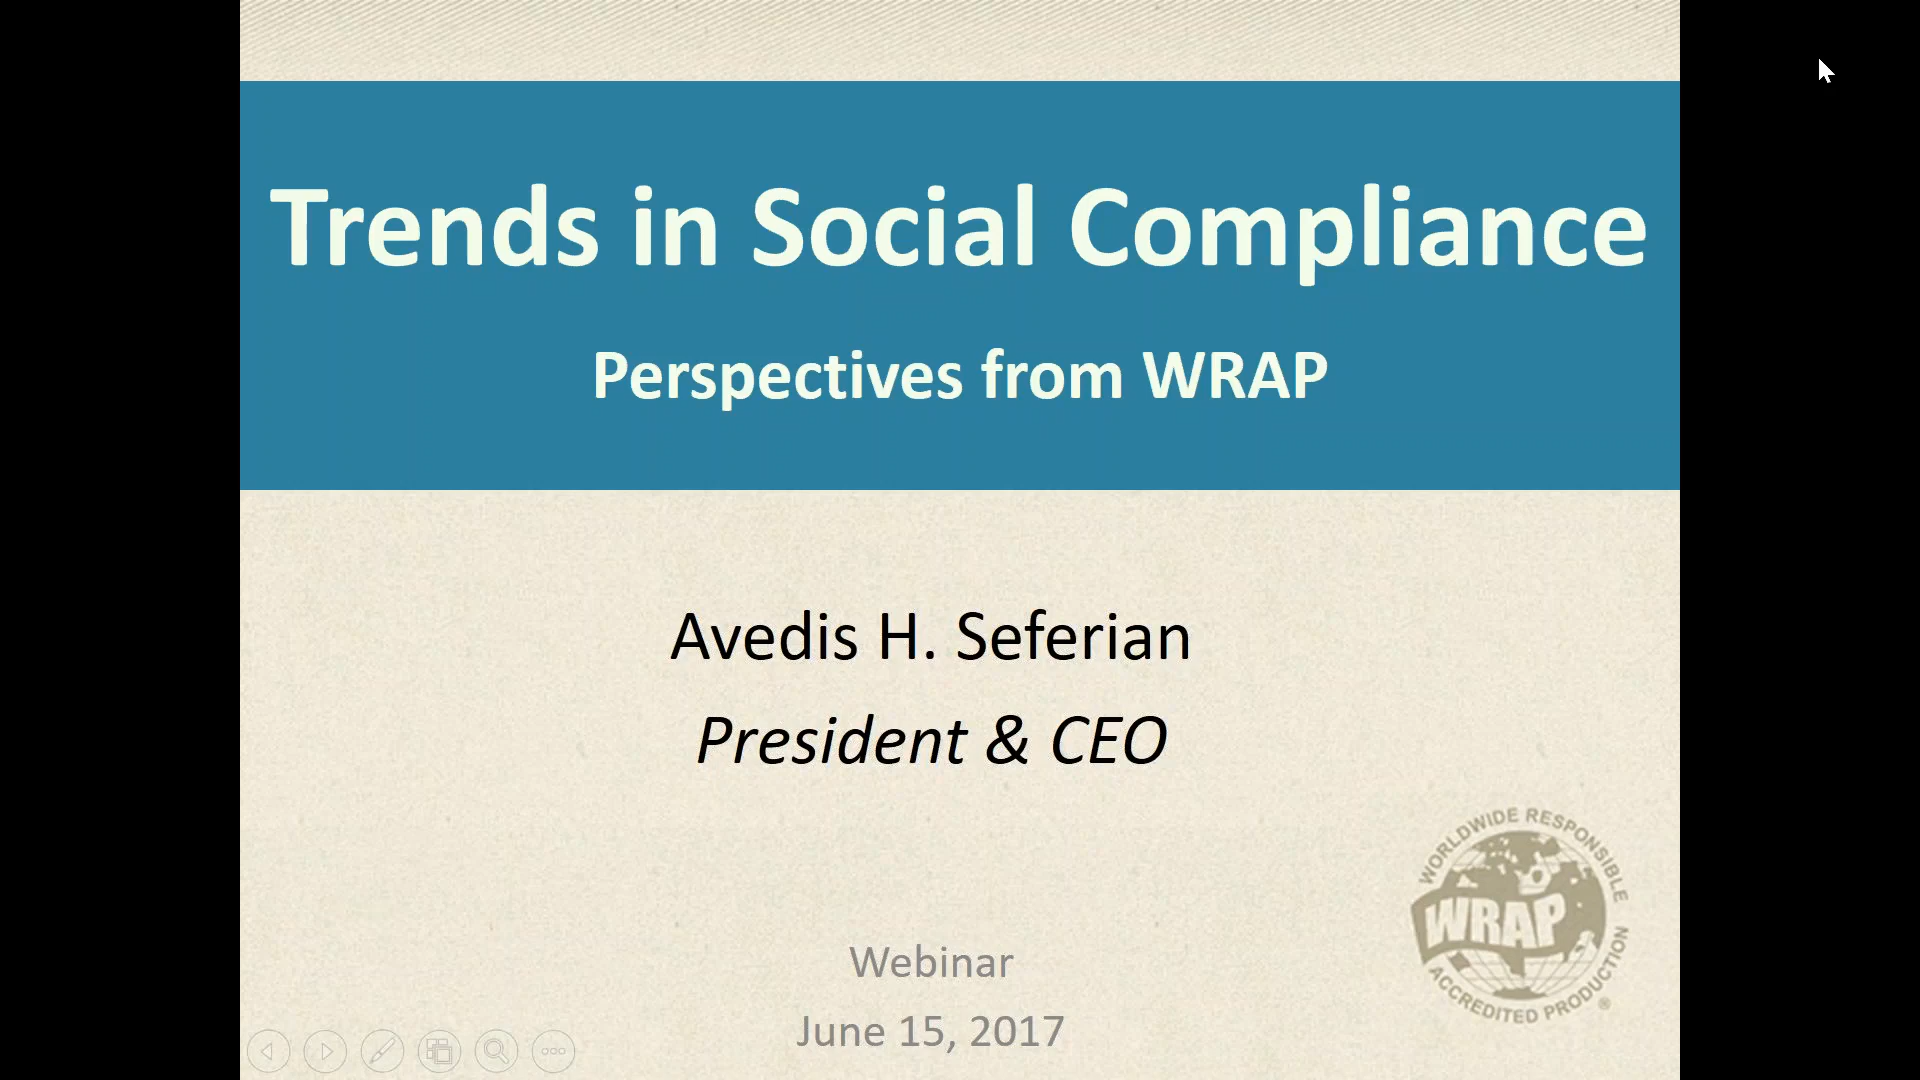 Trends in Social Compliance
Perspectives from WRAP
Avedis H. Seferian
President & CEO
WORLDWIDE RESPONSIBLE
WRAP
ACCREDITED PRODUCTION
®
Webinar
June 15, 2017